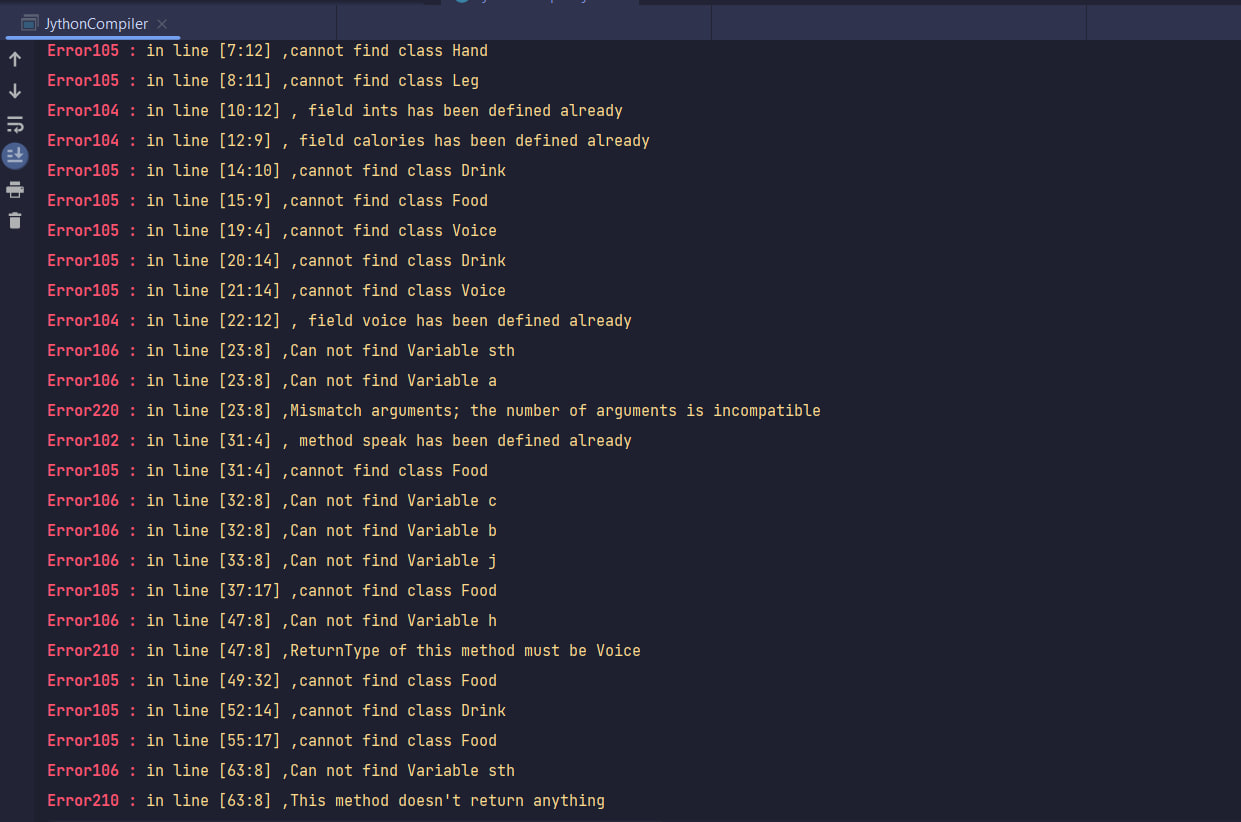 JythonCompiler
Error105 : in line [7:12] ,cannot find class Hand
Error105 : in line [8:11] ,cannot find class Leg
Error104 : in line [10:12] , field ints has been defined already
Error104 : in line [12:9] , field calories has been defined already
Error105 : in line [14:10] ,cannot find class Drink
Error105 : in line [15:9] ,cannot find class Food
Error105 : in line [19:4] ,cannot find class Voice
Error105 : in line [20:14] ,cannot find class Drink
Error105 : in line [21:14] ,cannot find class Voice
Error104 : in line [22:12] , field voice has been defined already
Error106 : in line [23:8] ,Can not find Variable sth
Error106 : in line [23:8] ,Can not find Variable a
Error220 : in line [23:8] ,Mismatch arguments; the number of arguments is incompatible
Error102 : in line [31:4] , method speak has been defined already
Error105 : in line [31:4] ,cannot find class Food
Error106 : in line [32:8] ,Can not find Variable c
Error106 : in line [32:8] ,Can not find Variable b
Error106 : in line [33:8] ,Can not find Variable j
Error105 : in line [37:17] ,cannot find class Food
Error106 : in line [47:8] ,Can not find Variable h
Error210 : in line [47:8] ,ReturnType of this method must be Voice
Error105 : in line [49:32] ,cannot find class Food
Error105 : in line [52:14] ,cannot find class Drink
Error105 : in line [55:17] ,cannot find class Food
Error106 : in line [63:8] ,Can not find Variable sth
Error210 : in line [63:8] ,This method doesn't return anything